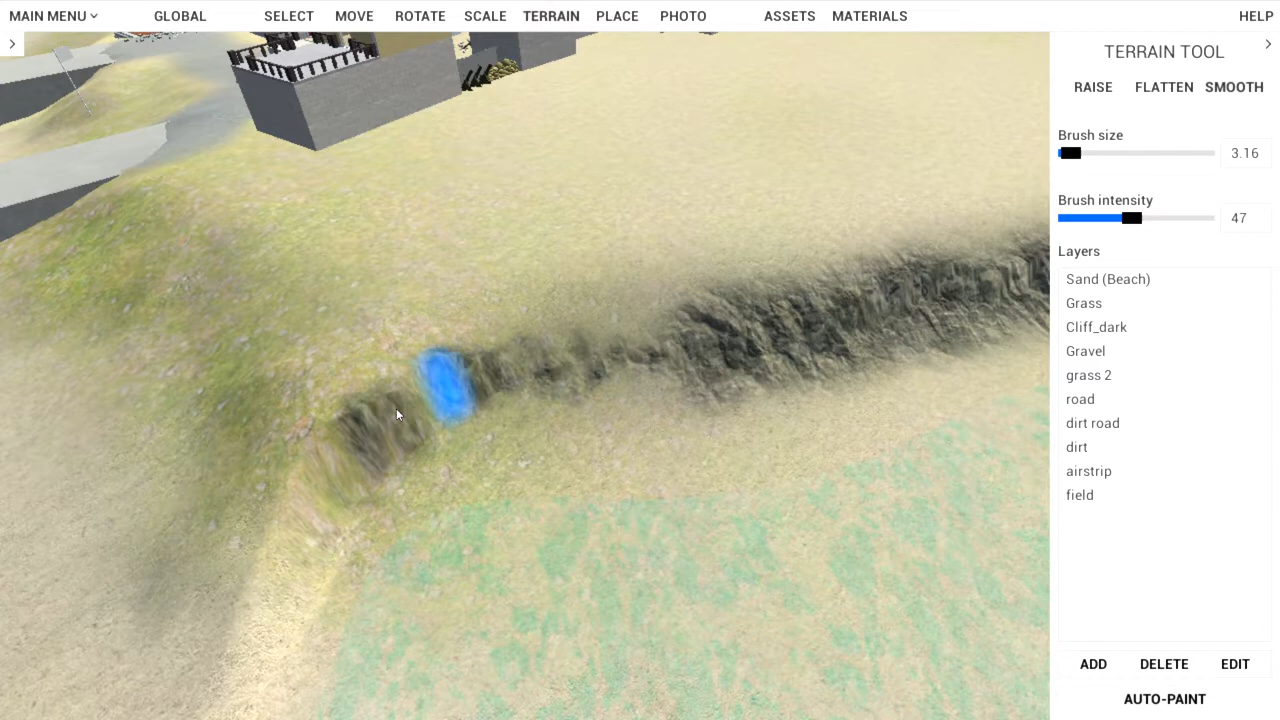 MAIN MENU GLOBAL SELECT MOVE ROTATE SCALE TERRAIN PLACE PHOTO ASSETS MATERIALS HELP
TERRAIN TOOL
RAISE FLATTEN SMOOTH
Brush size
3.16
Brush intensity
47
Layers
Sand (Beach)
Grass
Cliff_dark
Gravel
grass 2
road
dirt road
dirt
airstrip
field
ADD DELETE EDIT
AUTO-PAINT